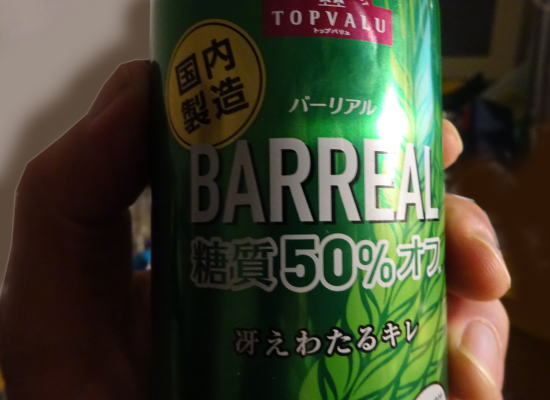 TOPVALU
トップバリュ
国内
製造
バーリアル
BARREAL
糖質50%オフ
冴えわたるキレ